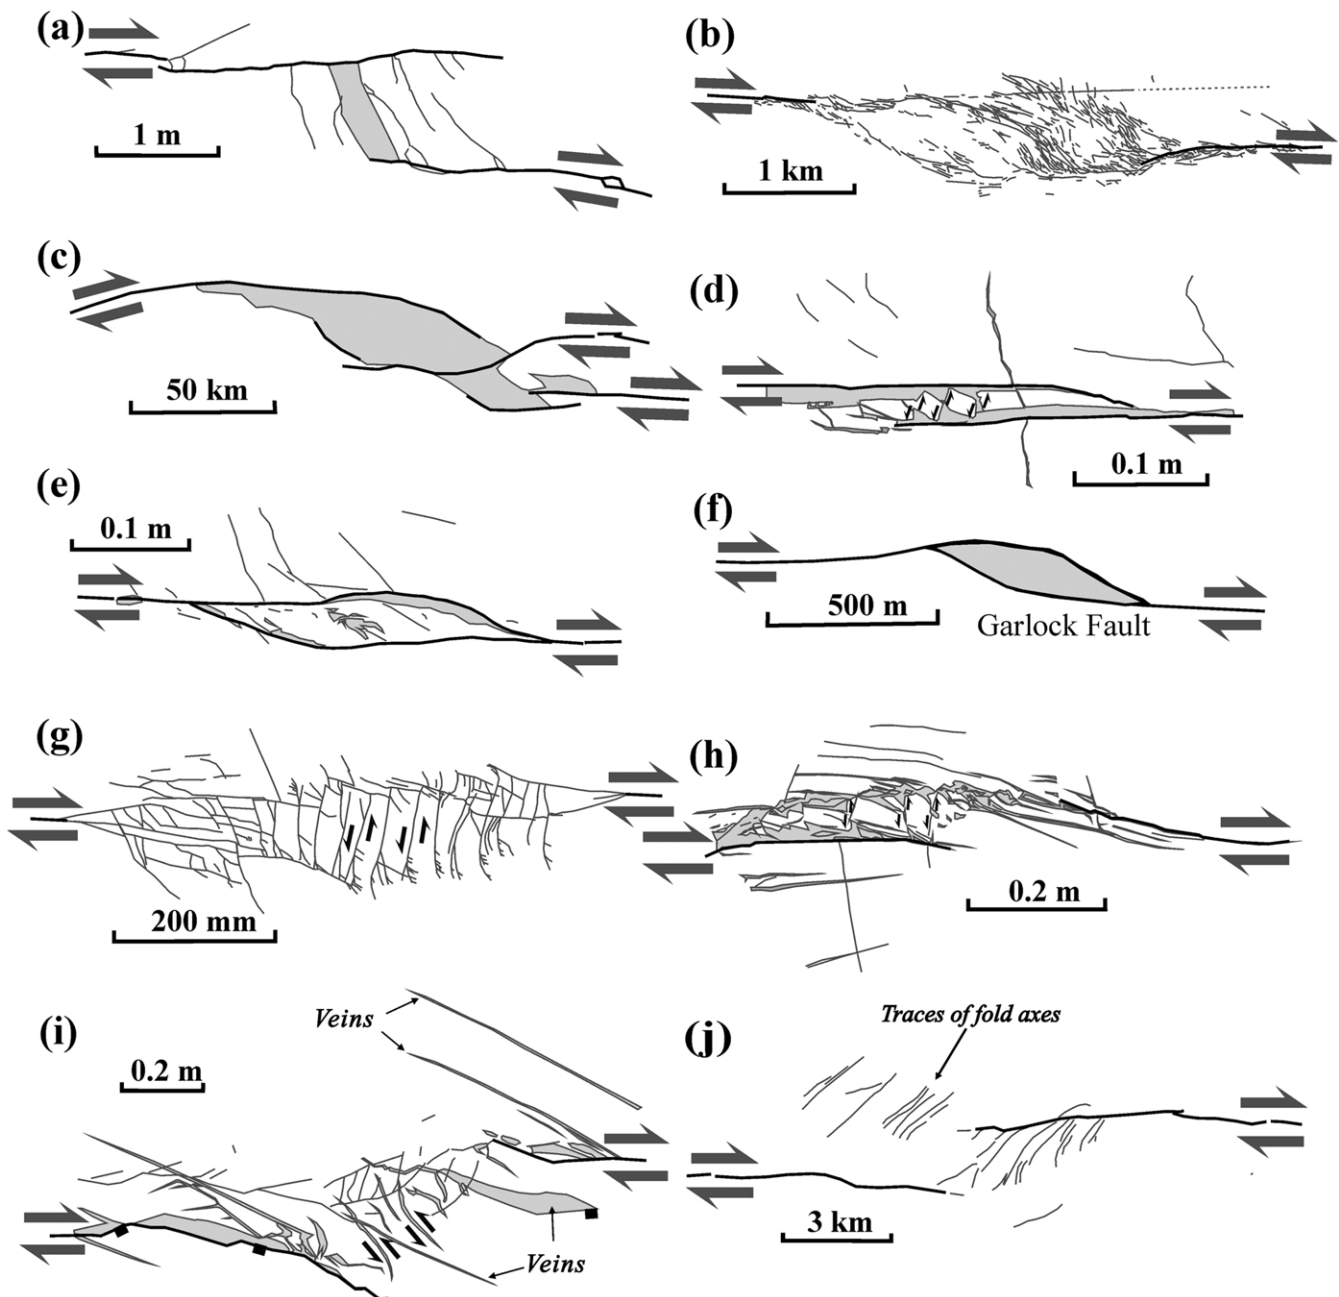 (a)
1 m
(b)
1 km
(c)
50 km
(d)
0.1 m
(e)
0.1 m
(f)
500 m
Garlock Fault
(g)
200 mm
(h)
0.2 m
(i)
Veins
0.2 m
Veins
(j)
Traces of fold axes
3 km